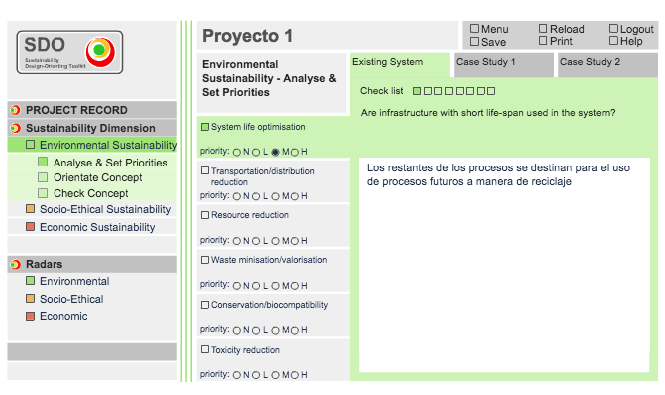 SDO
Sustainability
Design-Orienting Toolkit
Proyecto 1
Menu
Reload
Logout
Save
Print
Help
PROJECT RECORD
Sustainability Dimension
Environmental Sustainability
Analyse & Set Priorities
Orientate Concept
Check Concept
Socio-Ethical Sustainability
Economic Sustainability
Radars
Environmental
Socio-Ethical
Economic
Environmental
Sustainability - Analyse &
Set Priorities
System life optimisation
priority: N L M H
Transportation/distribution
reduction
priority: N L M H
Resource reduction
priority: N L M H
Waste minisation/valorisation
priority: N L M H
Conservation/biocompatibility
priority: N L M H
Toxicity reduction
priority: N L M H
Existing System
Case Study 1
Case Study 2
Check list
Are infrastructure with short life-span used in the system?
Los restantes de los procesos se destinan para el uso
de procesos futuros a manera de reciclaje